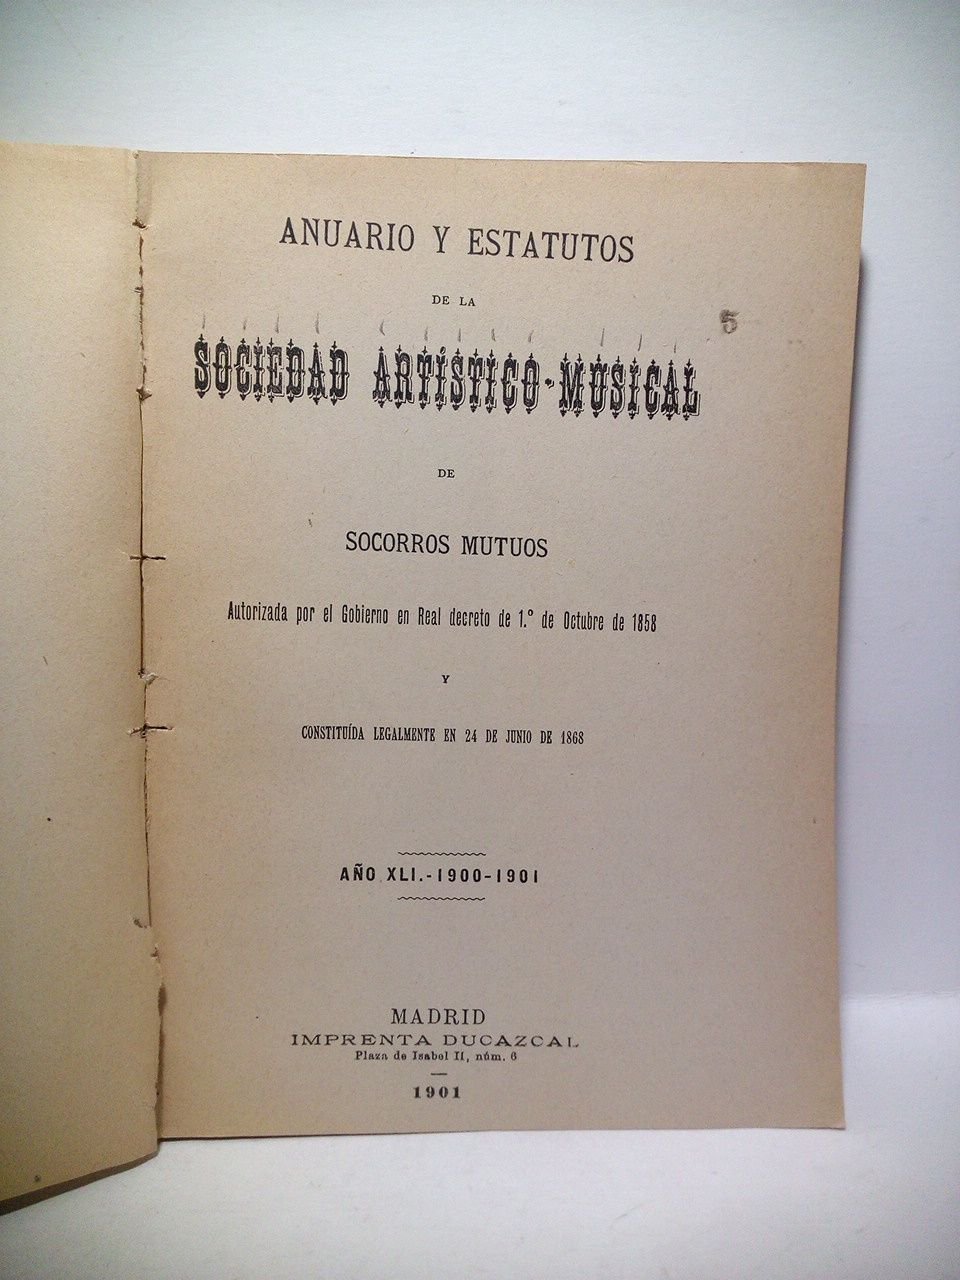 ANUARIO Y ESTATUTOS
DE LA
SOCIEDAD ARTÍSTICO-MUSICAL
5
DE
SOCORROS MUTUOS
Autorizada por el Gobierno en Real decreto de 1.º de Octubre de 1858
Y
CONSTITUÍDA LEGALMENTE EN 24 DE JUNIO DE 1868
AÑO XLI.-1900-1901
MADRID
IMPRENTA DUCAZCAL
Plaza de Isabel II, núm. 6
1901